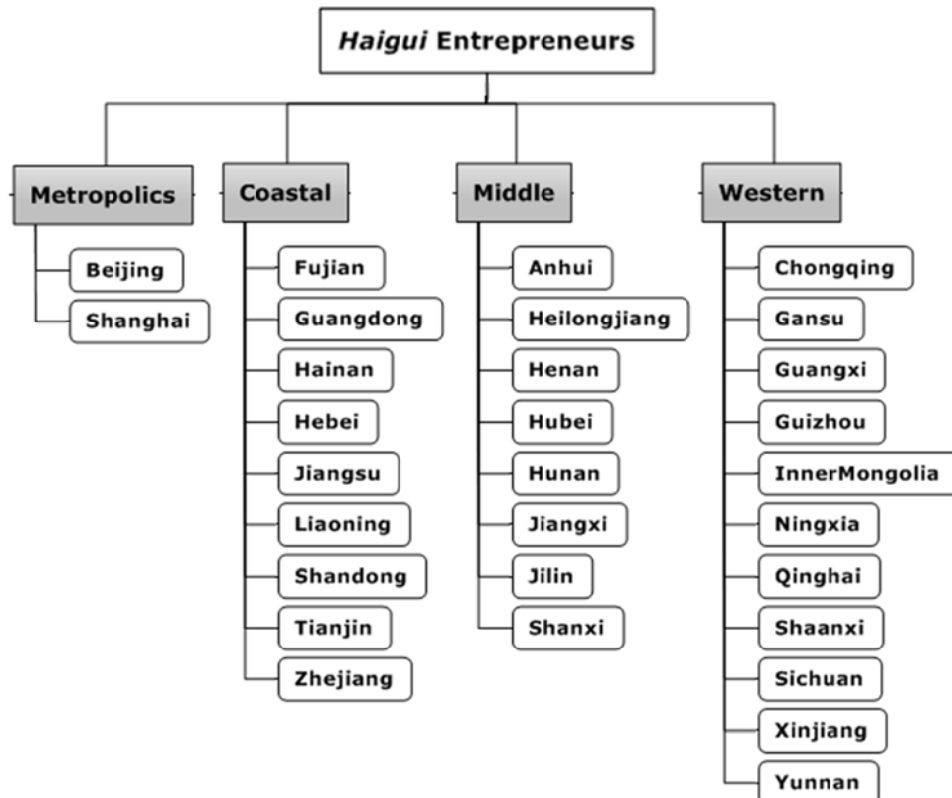 Haigui Entrepreneurs
Metropolics
Beijing
Shanghai
Coastal
Fujian
Guangdong
Hainan
Hebei
Jiangsu
Liaoning
Shandong
Tianjin
Zhejiang
Middle
Anhui
Heilongjiang
Henan
Hubei
Hunan
Jiangxi
Jilin
Shanxi
Western
Chongqing
Gansu
Guangxi
Guizhou
InnerMongolia
Ningxia
Qinghai
Shaanxi
Sichuan
Xinjiang
Yunnan